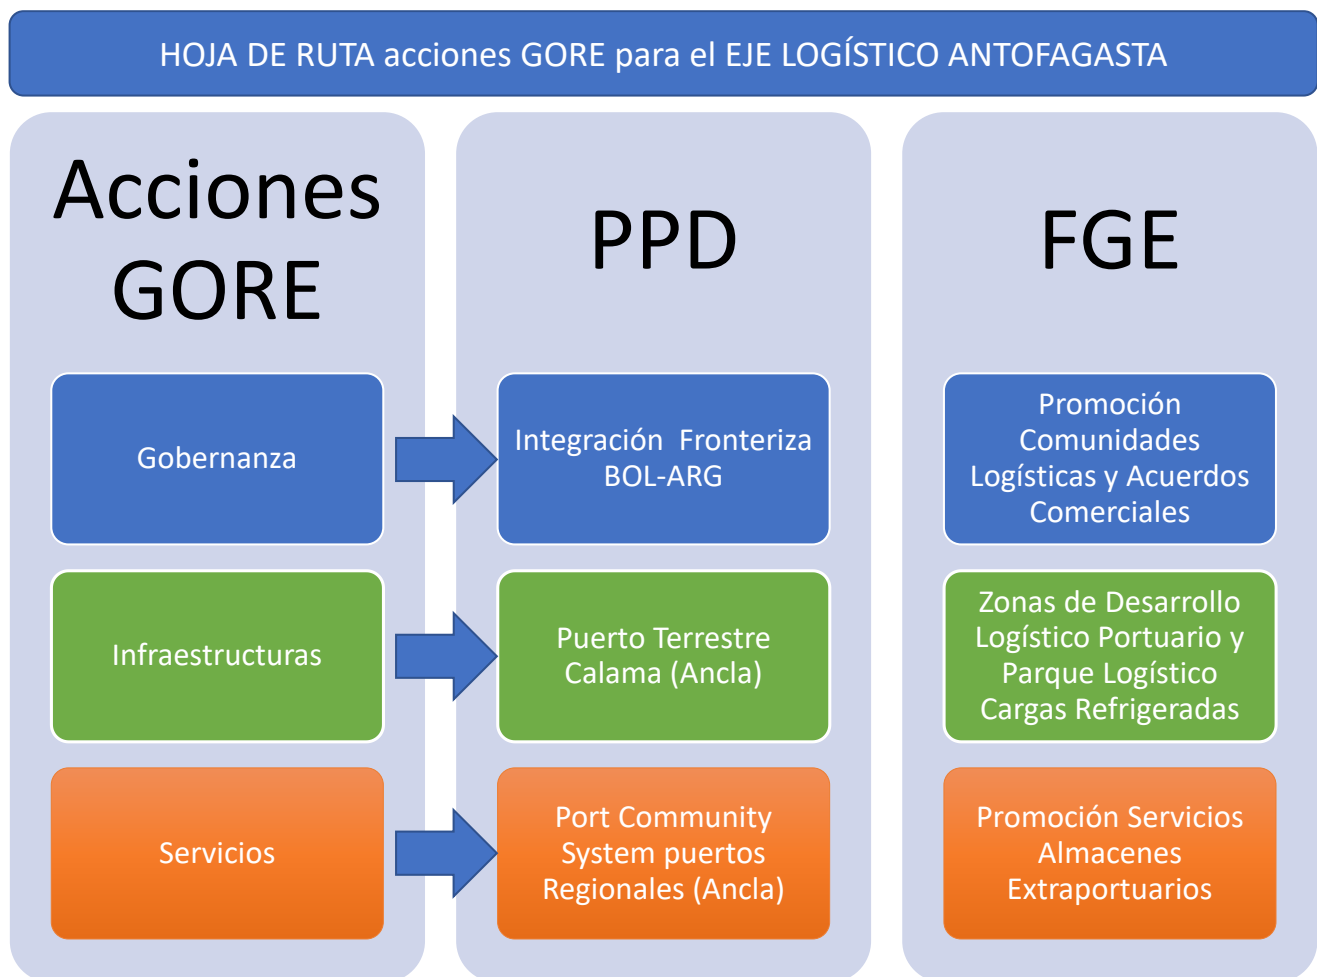 HOJA DE RUTA acciones GORE para el EJE LOGÍSTICO ANTOFAGASTA
Acciones
GORE
Gobernanza
Infraestructuras
Servicios
PPD
Integración Fronteriza
BOL-ARG
Puerto Terrestre
Calama (Ancla)
Port Community
System puertos
Regionales (Ancla)
FGE
Promoción
Comunidades
Logísticas y Acuerdos
Comerciales
Zonas de Desarrollo
Logístico Portuario y
Parque Logístico
Cargas Refrigeradas
Promoción Servicios
Almacenes
Extraportuarios